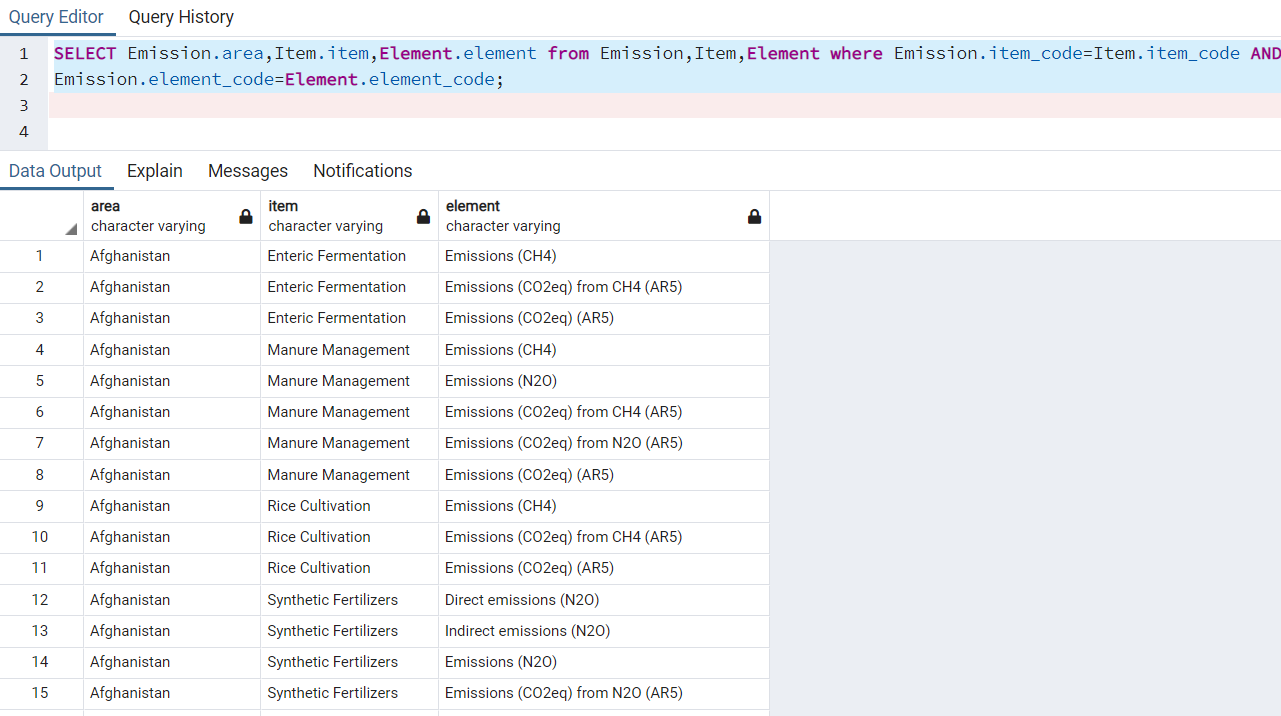 Query Editor Query History
1 SELECT Emission.area,Item.item,Element.element from Emission,Item,Element where Emission.item_code=Item.item_code AND
2 Emission.element_code=Element.element_code;
3
4
Data Output Explain Messages Notifications
area item element
character varying character varying character varying
1 Afghanistan Enteric Fermentation Emissions (CH4)
2 Afghanistan Enteric Fermentation Emissions (CO2eq) from CH4 (AR5)
3 Afghanistan Enteric Fermentation Emissions (CO2eq) (AR5)
4 Afghanistan Manure Management Emissions (CH4)
5 Afghanistan Manure Management Emissions (N2O)
6 Afghanistan Manure Management Emissions (CO2eq) from CH4 (AR5)
7 Afghanistan Manure Management Emissions (CO2eq) from N2O (AR5)
8 Afghanistan Manure Management Emissions (CO2eq) (AR5)
9 Afghanistan Rice Cultivation Emissions (CH4)
10 Afghanistan Rice Cultivation Emissions (CO2eq) from CH4 (AR5)
11 Afghanistan Rice Cultivation Emissions (CO2eq) (AR5)
12 Afghanistan Synthetic Fertilizers Direct emissions (N2O)
13 Afghanistan Synthetic Fertilizers Indirect emissions (N2O)
14 Afghanistan Synthetic Fertilizers Emissions (N2O)
15 Afghanistan Synthetic Fertilizers Emissions (CO2eq) from N2O (AR5)